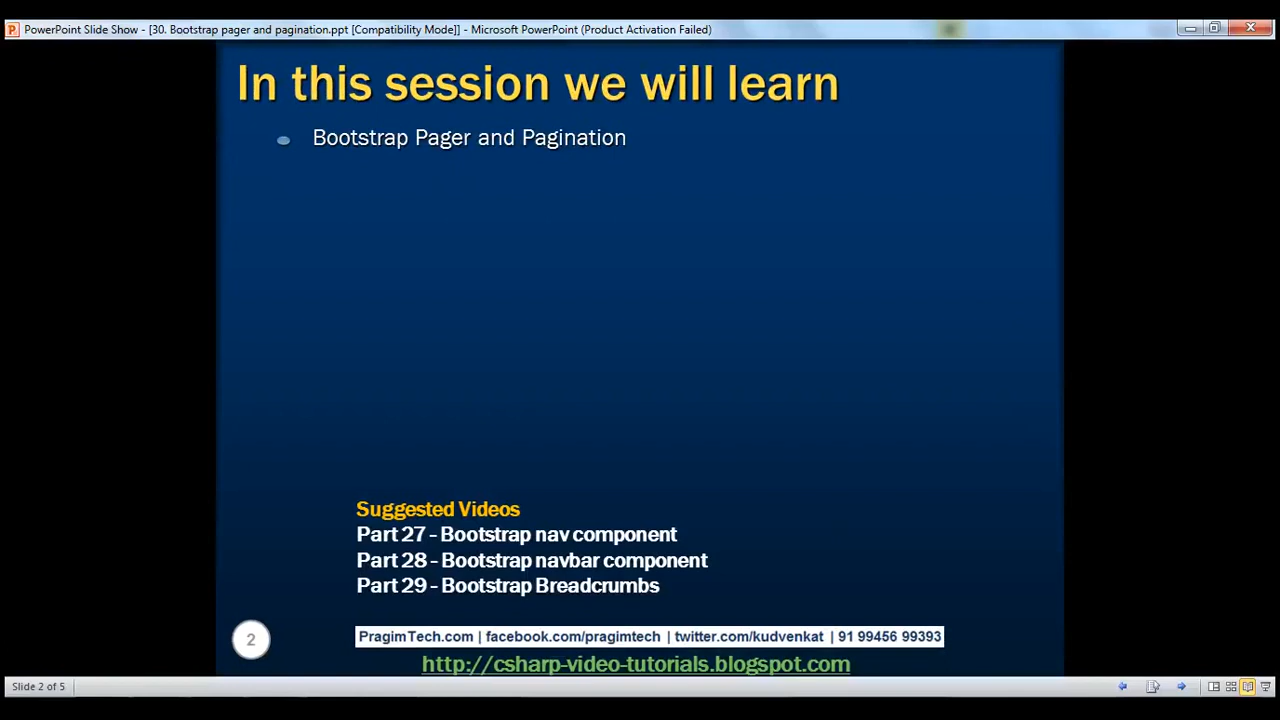 PowerPoint Slide Show - [30. Bootstrap pager and pagination.ppt [Compatibility Mode]] - Microsoft PowerPoint (Product Activation Failed)
In this session we will learn
Bootstrap Pager and Pagination
Suggested Videos
Part 27 - Bootstrap nav component
Part 28 - Bootstrap navbar component
Part 29 - Bootstrap Breadcrumbs
2
PragimTech.com | facebook.com/pragimtech | twitter.com/kudvenkat | 91 99456 99393
http://csharp-video-tutorials.blogspot.com
Slide 2 of 5